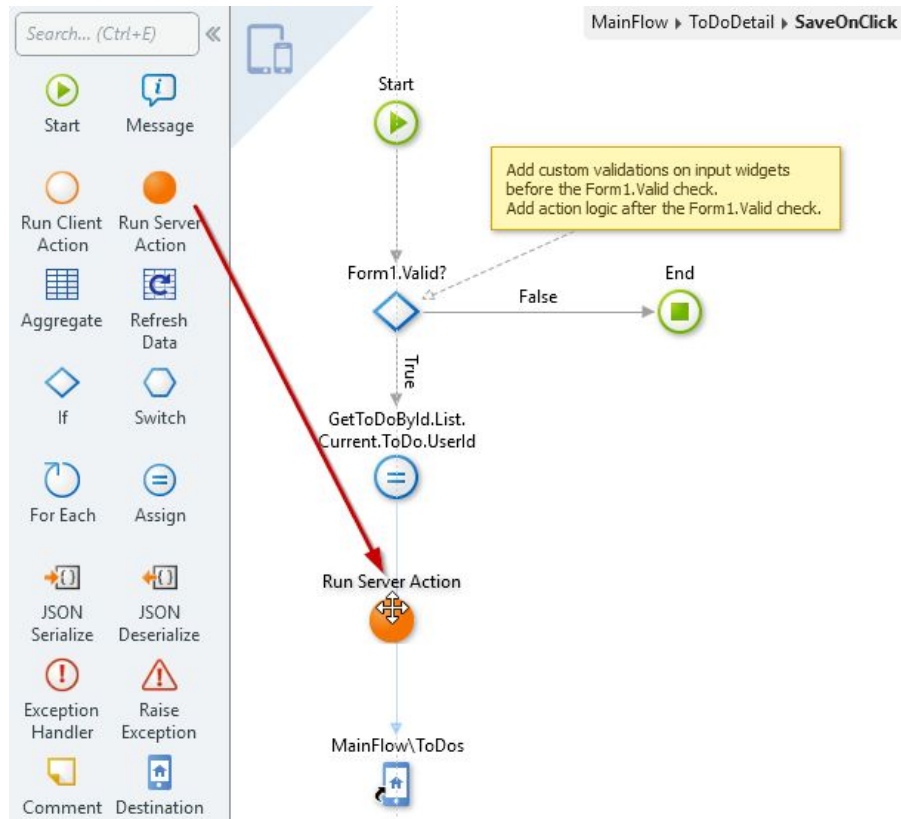 Search... (Ctrl+E)
Start
Message
Run Client
Action
Run Server
Action
Aggregate
Refresh
Data
If
Switch
For Each
Assign
JSON
Serialize
JSON
Deserialize
Exception
Handler
Raise
Exception
Comment
Destination
MainFlow ▸ ToDoDetail ▸ SaveOnClick
Start
Add custom validations on input widgets
before the Form1.Valid check.
Add action logic after the Form1.Valid check.
Form1.Valid?
False
End
True
GetToDoById.List.
Current.ToDo.UserId
Run Server Action
MainFlow\ToDos